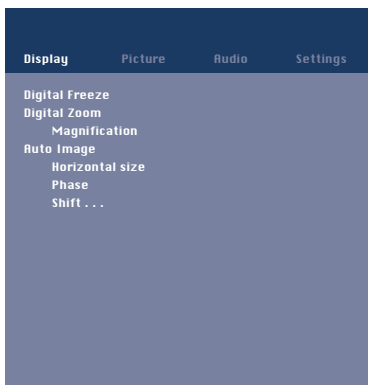 Display Picture Audio Settings
Digital Freeze
Digital Zoom
Magnification
Auto Image
Horizontal size
Phase
Shift . . .